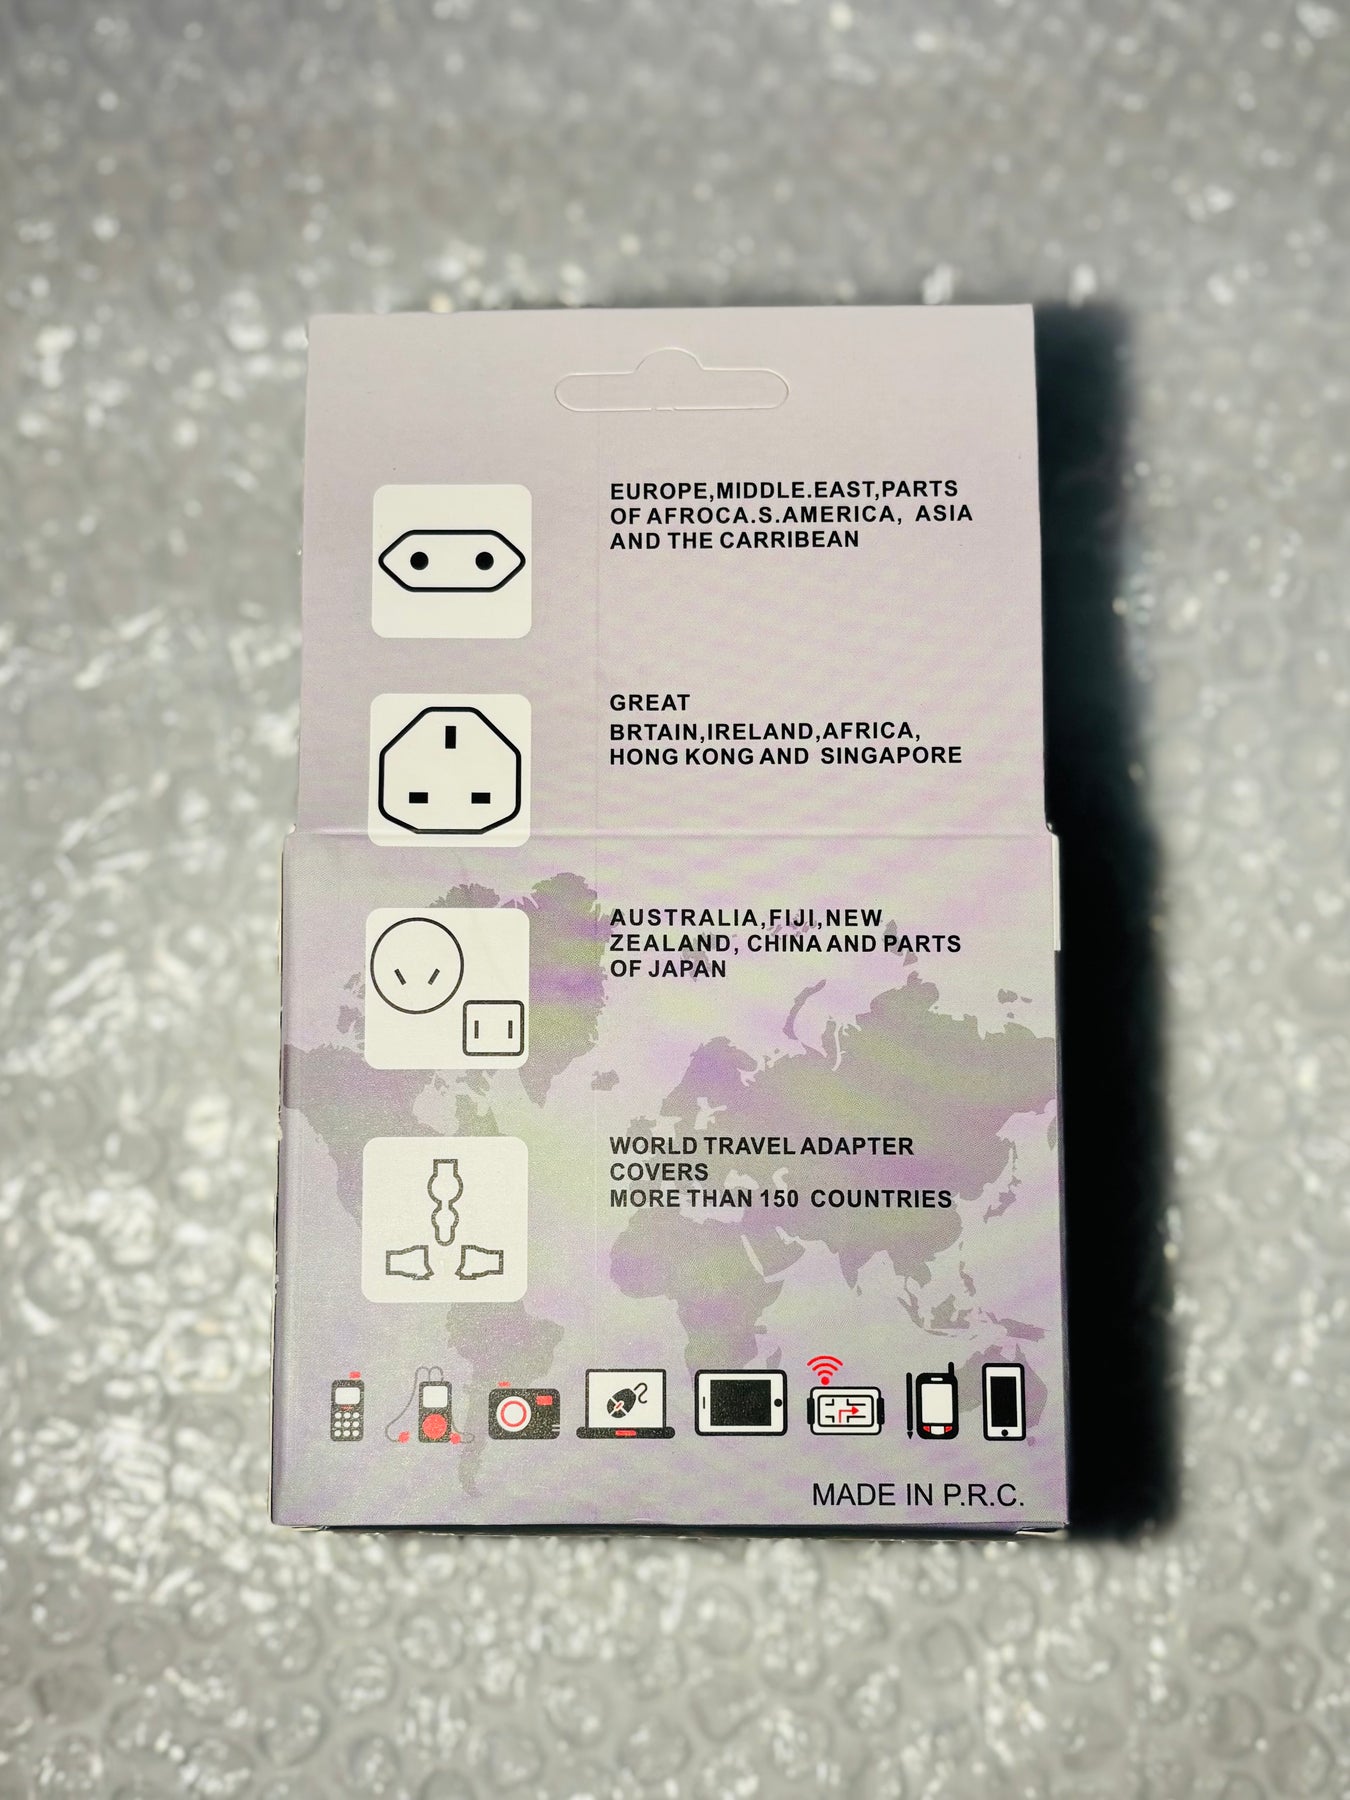 EUROPE,MIDDLE.EAST,PARTS
OF AFROCA.S.AMERICA, ASIA
AND THE CARRIBEAN
GREAT
BRTAIN,IRELAND,AFRICA,
HONG KONG AND SINGAPORE
AUSTRALIA,FIJI,NEW
ZEALAND, CHINA AND PARTS
OF JAPAN
WORLD TRAVEL ADAPTER
COVERS
MORE THAN 150 COUNTRIES
MADE IN P.R.C.